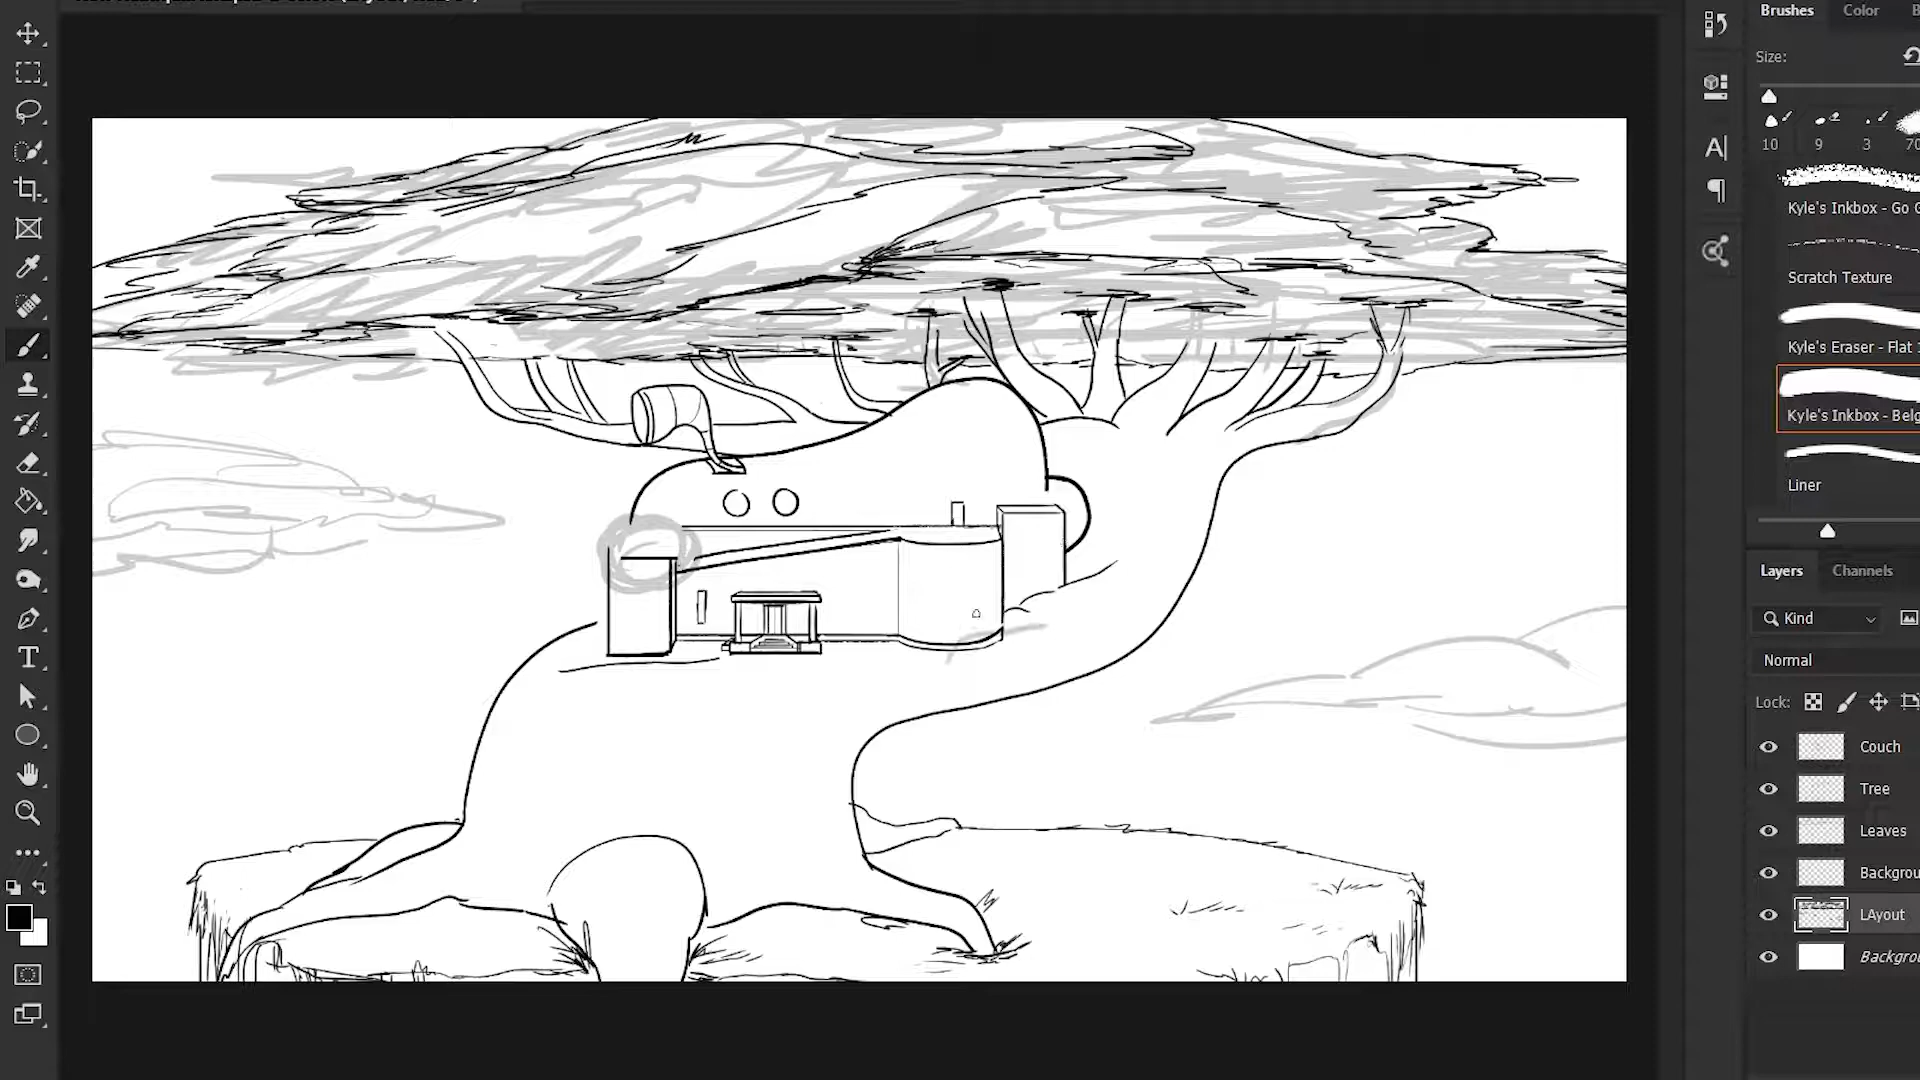 Brushes Color
Size:
10 9 3 70
Kyle's Inkbox - Go
Scratch Texture
Kyle's Eraser - Flat
Kyle's Inkbox - Belg
Liner
Layers Channels
Kind
Normal
Lock:
Couch
Tree
Leaves
Backgrou
LAyout
Backgrou